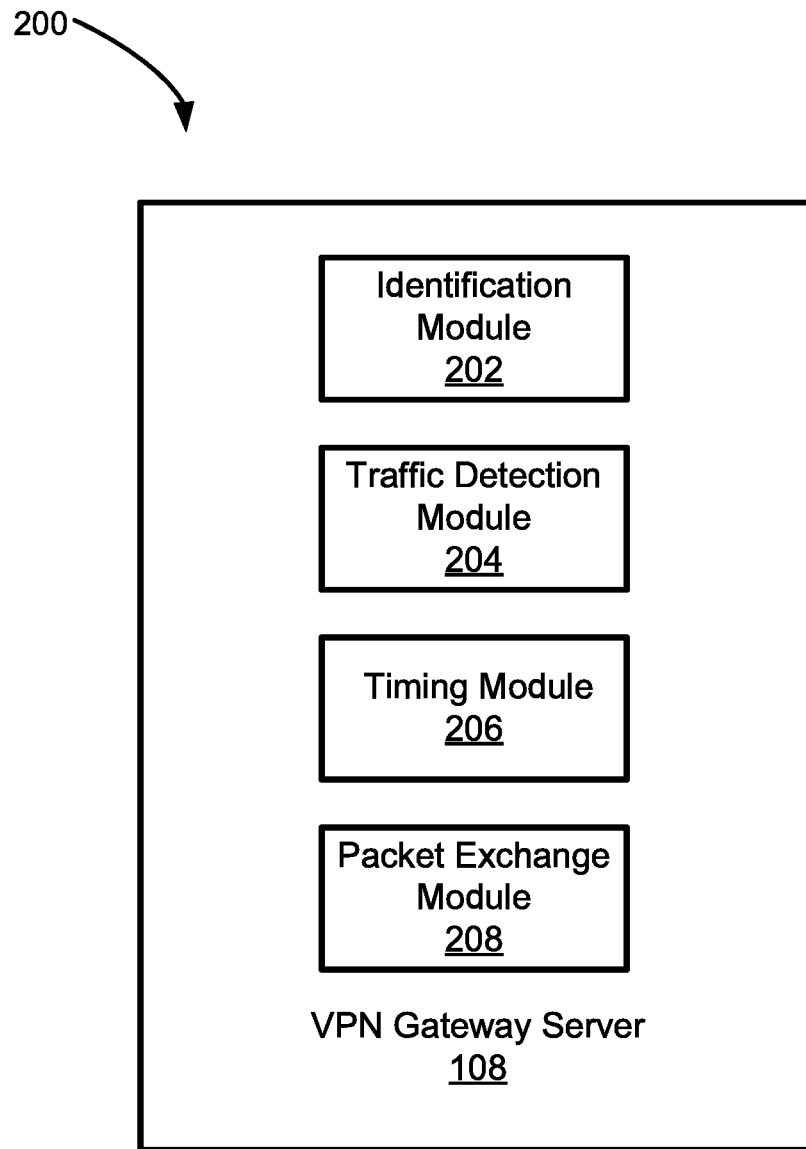 200
Identification
Module
202
Traffic Detection
Module
204
Timing Module
206
Packet Exchange
Module
208
VPN Gateway Server
108